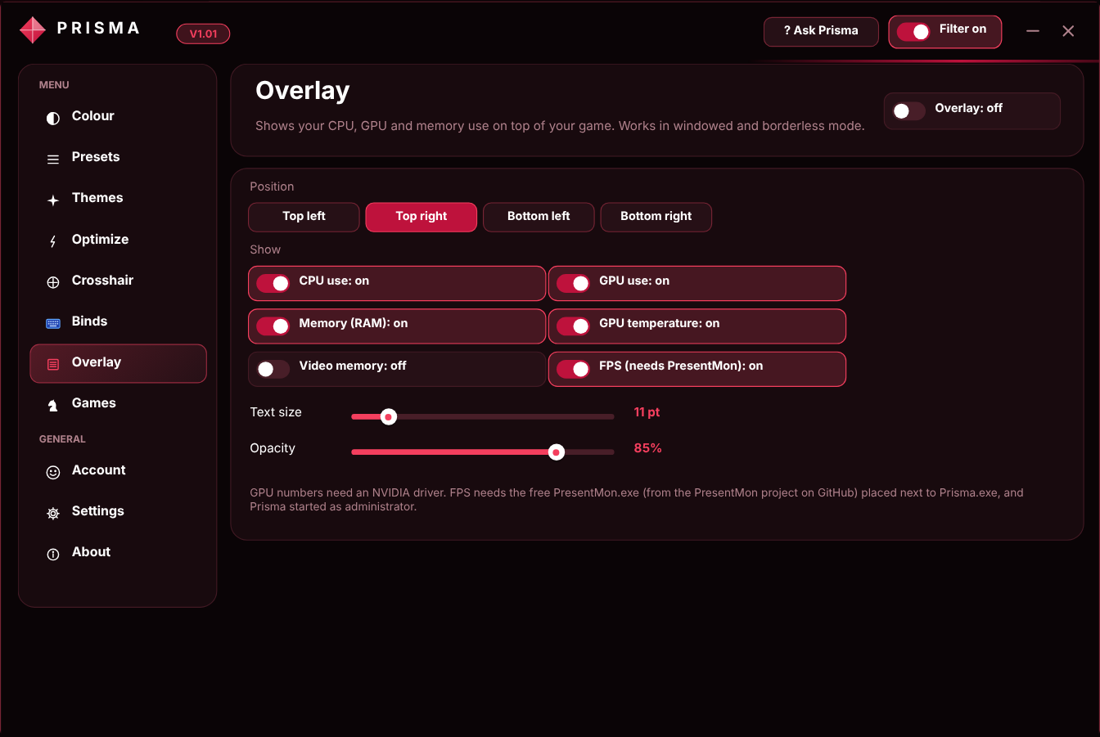 PRISMA
V1.01
? Ask Prisma
Filter on
MENU
Colour
Presets
Themes
Optimize
Crosshair
Binds
Overlay
Games
GENERAL
Account
Settings
About
Overlay
Shows your CPU, GPU and memory use on top of your game. Works in windowed and borderless mode.
Overlay: off
Position
Top left
Top right
Bottom left
Bottom right
Show
CPU use: on
GPU use: on
Memory (RAM): on
GPU temperature: on
Video memory: off
FPS (needs PresentMon): on
Text size
11 pt
Opacity
85%
GPU numbers need an NVIDIA driver. FPS needs the free PresentMon.exe (from the PresentMon project on GitHub) placed next to Prisma.exe, and
Prisma started as administrator.